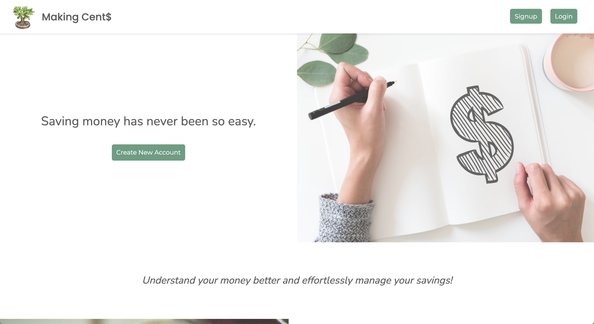 Making Cent$
Signup
Login
Saving money has never been so easy.
Create New Account
$
Understand your money better and effortlessly manage your savings!